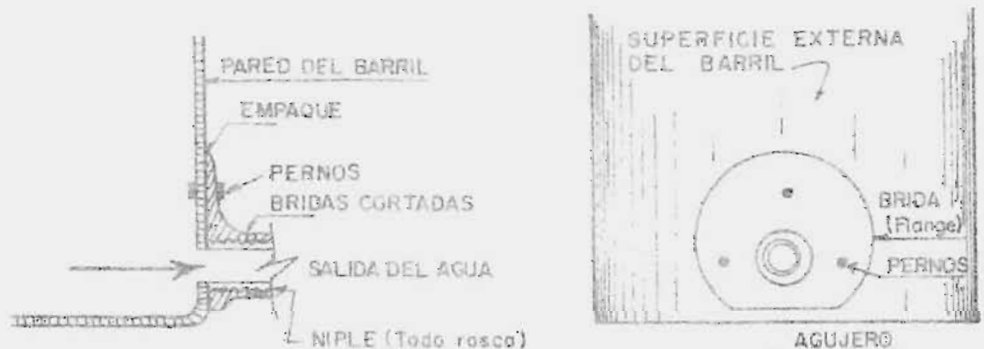 PARED DEL BARRIL
EMPAQUE
PERNOS
BRIDAS CORTADAS
SALIDA DEL AGUA
NIPLE (Todo rosca)
SUPERFICIE EXTERNA
DEL BARRIL
BRIDA
(Flange)
PERNOS
AGUJERO